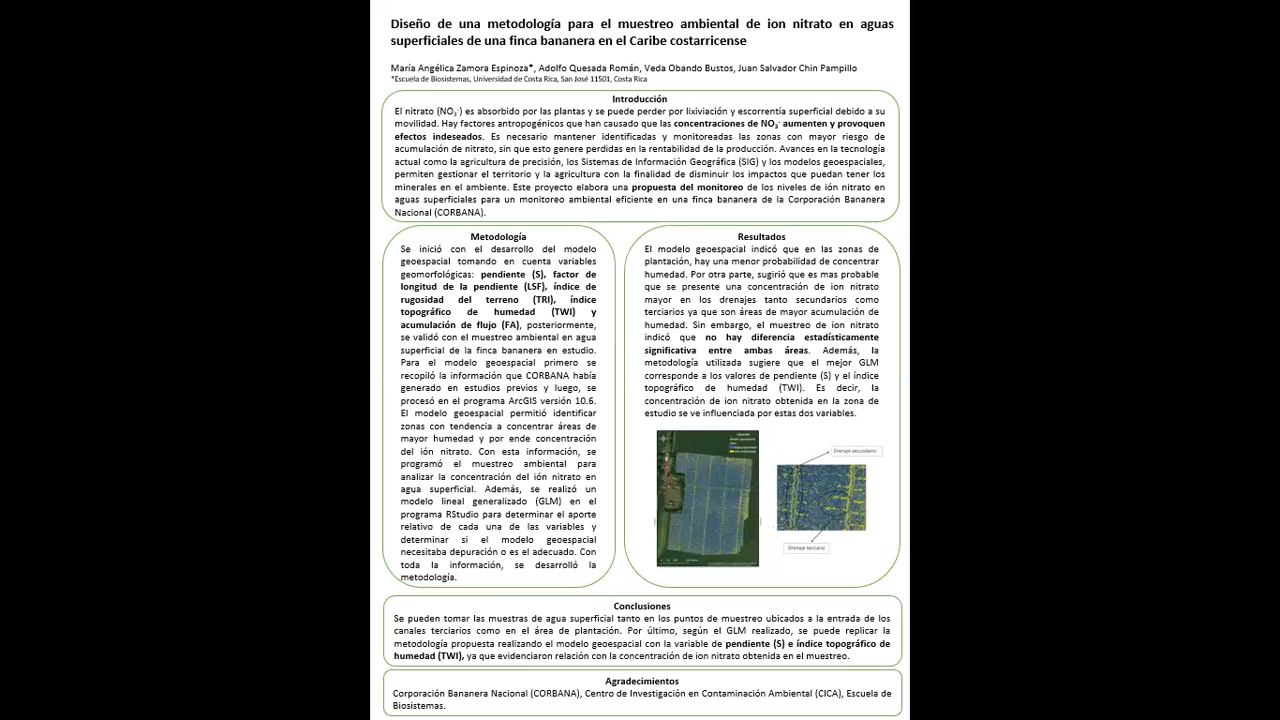 Diseño de una metodología para el muestreo ambiental de ion nitrato en aguas
superficiales de una finca bananera en el Caribe costarricense
María Angélica Zamora Espinoza*, Adolfo Quesada Román, Veda Obando Bustos, Juan Salvador Chin Pampillo
*Escuela de Biosistemas, Universidad de Costa Rica, San José 11501, Costa Rica
Introducción
El nitrato (NO₃⁻) es absorbido por las plantas y se puede perder por lixiviación y escorrentía superficial debido a su
movilidad. Hay factores antropogénicos que han causado que las concentraciones de NO₃⁻ aumenten y provoquen
efectos indeseados. Es necesario mantener identificadas y monitoreadas las zonas con mayor riesgo de
acumulación de nitrato, sin que esto genere perdidas en la rentabilidad de la producción. Avances en la tecnología
actual como la agricultura de precisión, los Sistemas de Información Geográfica (SIG) y los modelos geoespaciales,
permiten gestionar el territorio y la agricultura con la finalidad de disminuir los impactos que puedan tener los
minerales en el ambiente. Este proyecto elabora una propuesta del monitoreo de los niveles de ión nitrato en
aguas superficiales para un monitoreo ambiental eficiente en una finca bananera de la Corporación Bananera
Nacional (CORBANA).
Metodología
Se inició con el desarrollo del modelo
geoespacial tomando en cuenta variables
geomorfológicas: pendiente (S), factor de
longitud de la pendiente (LSF), índice de
rugosidad del terreno (TRI), índice
topográfico de humedad (TWI) y
acumulación de flujo (FA), posteriormente,
se validó con el muestreo ambiental en agua
superficial de la finca bananera en estudio.
Para el modelo geoespacial primero se
recopiló la información que CORBANA había
generado en estudios previos y luego, se
procesó en el programa ArcGIS versión 10.6.
El modelo geoespacial permitió identificar
zonas con tendencia a concentrar áreas de
mayor humedad y por ende concentración
del ión nitrato. Con esta información, se
programó el muestreo ambiental para
analizar la concentración del ión nitrato en
agua superficial. Además, se realizó un
modelo lineal generalizado (GLM) en el
programa RStudio para determinar el aporte
relativo de cada una de las variables y
determinar si el modelo geoespacial
necesitaba depuración o es el adecuado. Con
toda la información, se desarrolló la
metodología.
Resultados
El modelo geoespacial indicó que en las zonas de
plantación, hay una menor probabilidad de concentrar
humedad. Por otra parte, sugirió que es mas probable
que se presente una concentración de ion nitrato
mayor en los drenajes tanto secundarios como
terciarios ya que son áreas de mayor acumulación de
humedad. Sin embargo, el muestreo de ion nitrato
indicó que no hay diferencia estadísticamente
significativa entre ambas áreas. Además, la
metodología utilizada sugiere que el mejor GLM
corresponde a los valores de pendiente (S) y el índice
topográfico de humedad (TWI). Es decir, la
concentración de ion nitrato obtenida en la zona de
estudio se ve influenciada por estas dos variables.
Drenaje secundario
Drenaje terciario
Conclusiones
Se pueden tomar las muestras de agua superficial tanto en los puntos de muestreo ubicados a la entrada de los
canales terciarios como en el área de plantación. Por último, según el GLM realizado, se puede replicar la
metodología propuesta realizando el modelo geoespacial con la variable de pendiente (S) e índice topográfico de
humedad (TWI), ya que evidenciaron relación con la concentración de ion nitrato obtenida en el muestreo.
Agradecimientos
Corporación Bananera Nacional (CORBANA), Centro de Investigación en Contaminación Ambiental (CICA), Escuela de
Biosistemas.